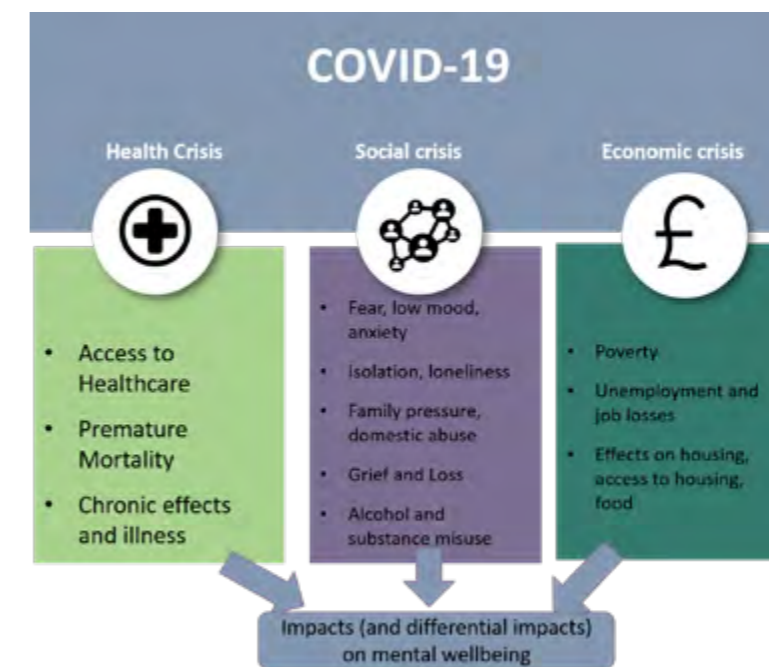 COVID-19
Health Crisis
Social crisis
Economic crisis
£
• Access to
Healthcare
• Premature
Mortality
• Chronic effects
and illness
• Fear, low mood,
anxiety
• Isolation, loneliness
• Family pressure,
domestic abuse
• Grief and Loss
• Alcohol and
substance misuse
• Poverty
• Unemployment and
job losses
• Effects on housing,
access to housing,
food
Impacts (and differential impacts)
on mental wellbeing